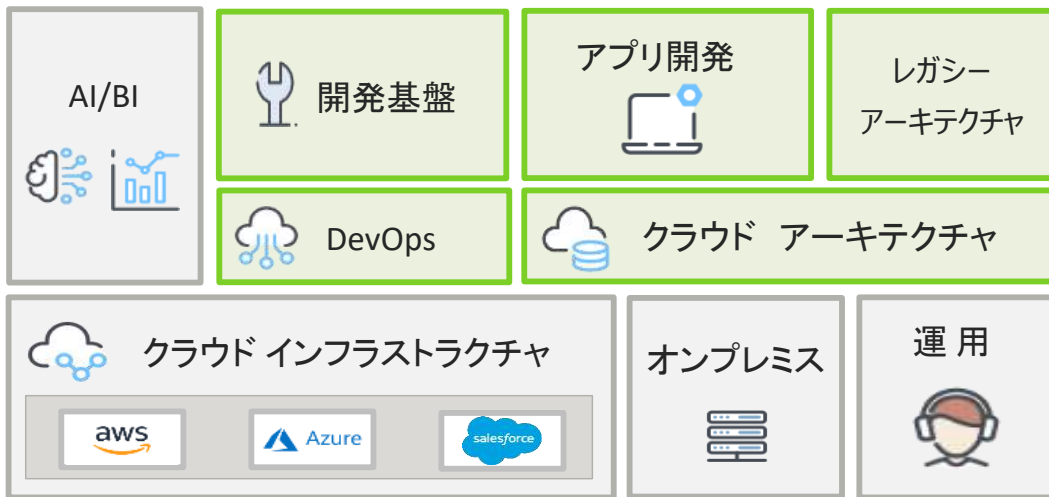 AI/BI
開発基盤
アプリ開発
レガシー
アーキテクチャ
DevOps
クラウド　アーキテクチャ
クラウド インフラストラクチャ
aws
Azure
salesforce
オンプレミス
運 用